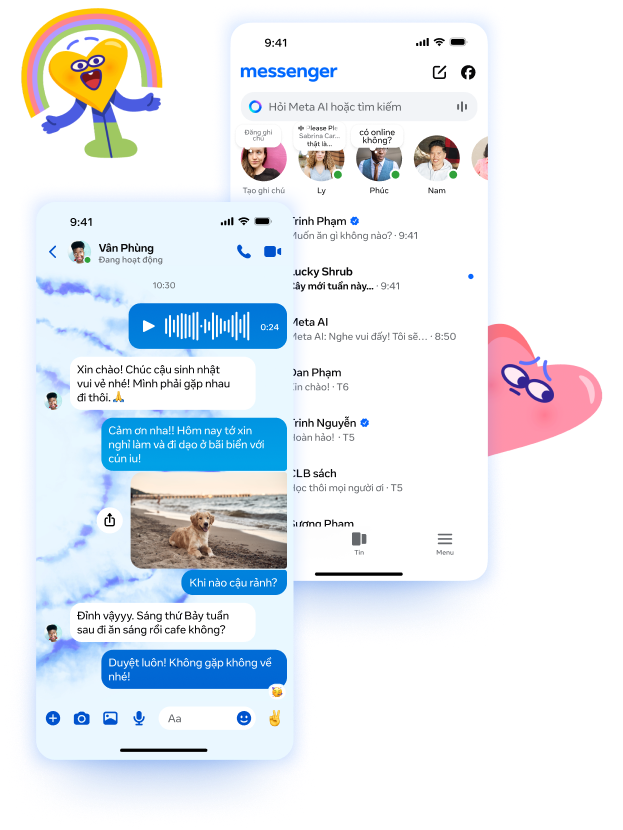 9:41
messenger
Hỏi Meta AI hoặc tìm kiếm
Đăng ghi
chú
Please Ple
Sabrina Car...
thật là...
có online
không?
Tạo ghi chú
Ly
Phúc
Nam
Trinh Phạm
Muốn ăn gì không nào? · 9:41
Lucky Shrub
Cây mới tuần này... · 9:41
Meta AI
Meta AI: Nghe vui đấy! Tôi sẽ... · 8:50
Dan Phạm
Xin chào! · T6
Trinh Nguyễn
Hoàn hảo! · T5
CLB sách
Học thôi mọi người ơi · T5
Sương Phạm
Tin
Menu
9:41
Vân Phùng
Đang hoạt động
10:30
0:24
Xin chào! Chúc cậu sinh nhật
vui vẻ nhé! Mình phải gặp nhau
đi thôi. 🙏
Cảm ơn nha!! Hôm nay tớ xin
nghỉ làm và đi dạo ở bãi biển với
cún iu!
Khi nào cậu rảnh?
Đỉnh vậyyy. Sáng thứ Bảy tuần
sau đi ăn sáng rồi cafe không?
Duyệt luôn! Không gặp không về
nhé!
Aa